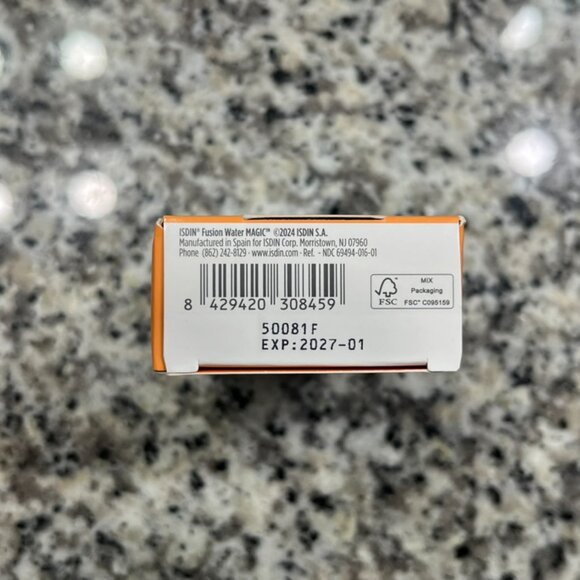 ISDIN® Fusion Water MAGIC™ ©2024 ISDIN S.A.
Manufactured in Spain for ISDIN Corp. Morristown, NJ 07960
Phone (862) 242-8129 · www.isdin.com · Ref. - NDC 69494-016-01
8 429420 308459
FSC
MIX
Packaging
FSC® C095159
50081F
EXP:2027-01